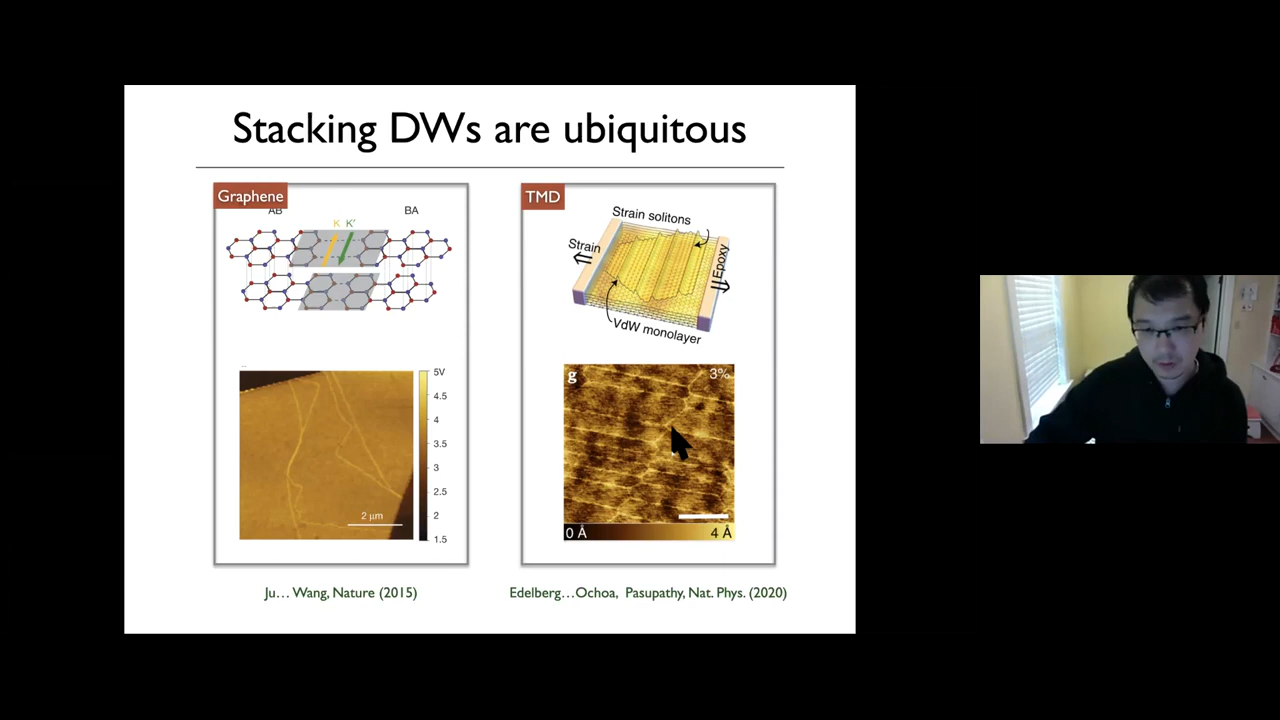 Stacking DWs are ubiquitous
Graphene
AB
BA
K K′
5V
4.5
4
3.5
3
2.5
2
1.5
2 μm
Ju… Wang, Nature (2015)
TMD
Strain solitons
Strain
Epoxy
VdW monolayer
g
3%
0 Å
4 Å
Edelberg…Ochoa, Pasupathy, Nat. Phys. (2020)